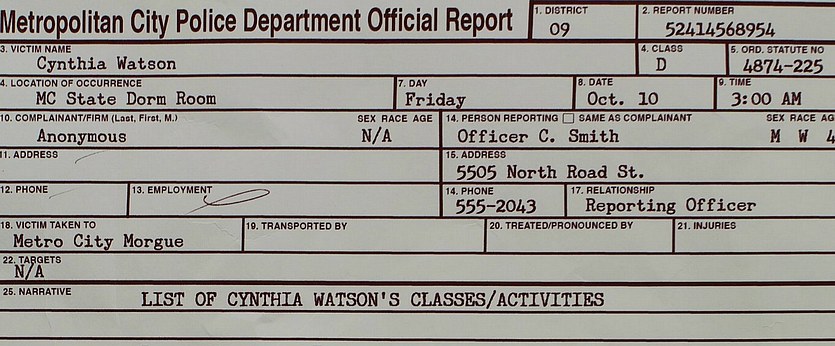 Metropolitan City Police Department Official Report
1. DISTRICT
09
2. REPORT NUMBER
52414568954
3. VICTIM NAME
Cynthia Watson
4. CLASS
D
5. ORD. STATUTE NO
4874-225
4. LOCATION OF OCCURRENCE
MC State Dorm Room
7. DAY
Friday
8. DATE
Oct. 10
9. TIME
3:00 AM
10. COMPLAINANT/FIRM (Last, First, M.)
SEX RACE AGE
Anonymous
N/A
14. PERSON REPORTING SAME AS COMPLAINANT
SEX RACE AG
Officer C. Smith
M W 4
11. ADDRESS
15. ADDRESS
5505 North Road St.
12. PHONE
13. EMPLOYMENT
14. PHONE
555-2043
17. RELATIONSHIP
Reporting Officer
18. VICTIM TAKEN TO
Metro City Morgue
19. TRANSPORTED BY
20. TREATED/PRONOUNCED BY
21. INJURIES
22. TARGETS
N/A
25. NARRATIVE
LIST OF CYNTHIA WATSON'S CLASSES/ACTIVITIES